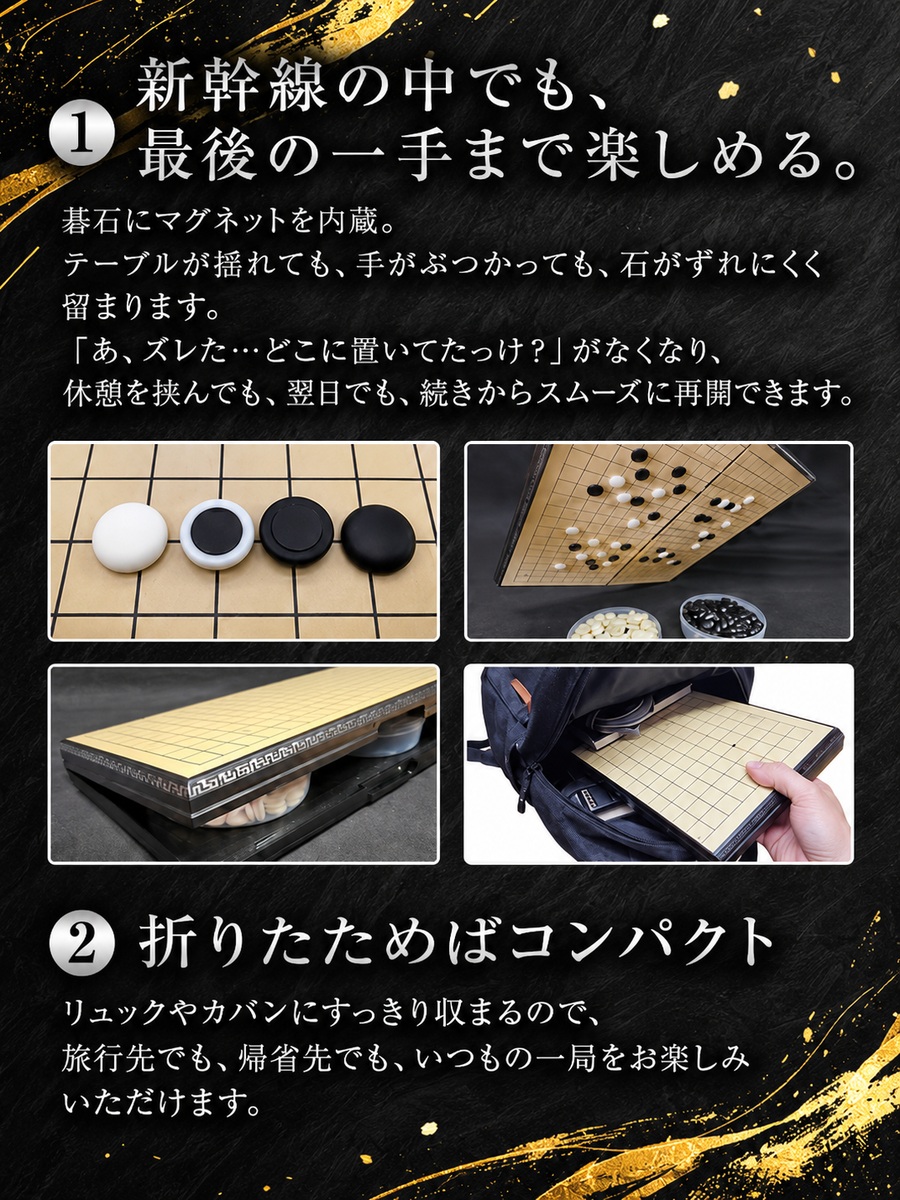 1
新幹線の中でも、
最後の一手まで楽しめる。
碁石にマグネットを内蔵。
テーブルが揺れても、手がぶつかっても、石がずれにくく
留まります。
「あ、ズレた…どこに置いてたっけ？」がなくなり、
休憩を挟んでも、翌日でも、続きからスムーズに再開できます。
2
折りたためばコンパクト
リュックやカバンにすっきり収まるので、
旅行先でも、帰省先でも、いつもの一局をお楽しみ
いただけます。